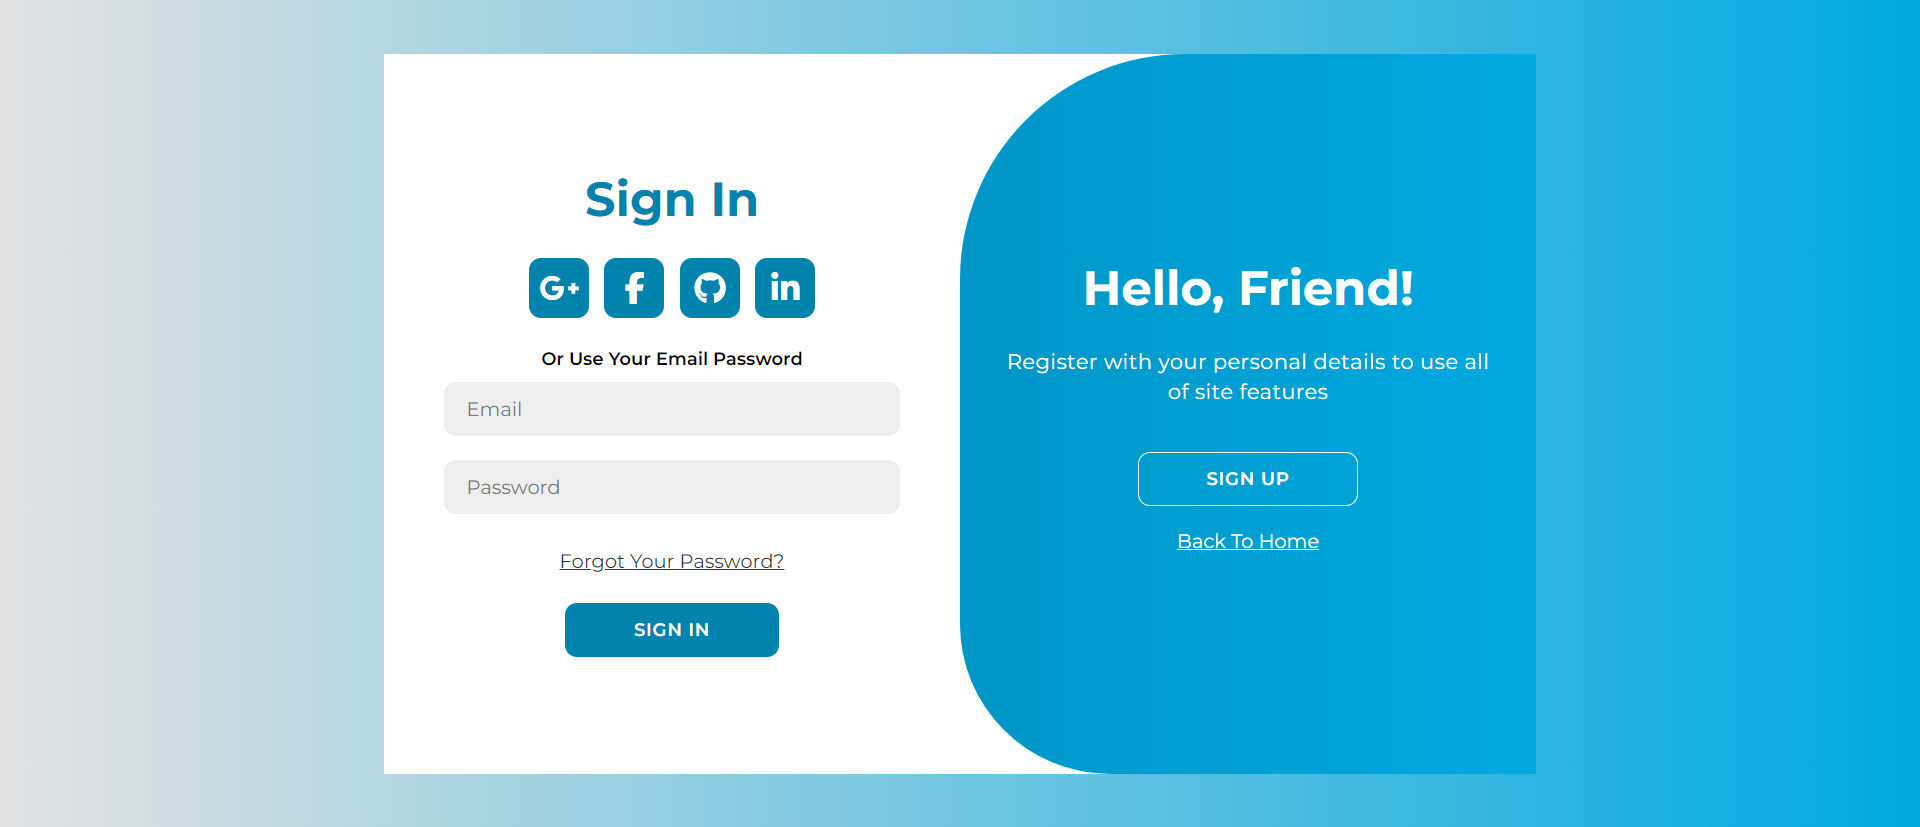 Sign In
G+
f
in
Or Use Your Email Password
Email
Password
Forgot Your Password?
SIGN IN
Hello, Friend!
Register with your personal details to use all
of site features
SIGN UP
Back To Home